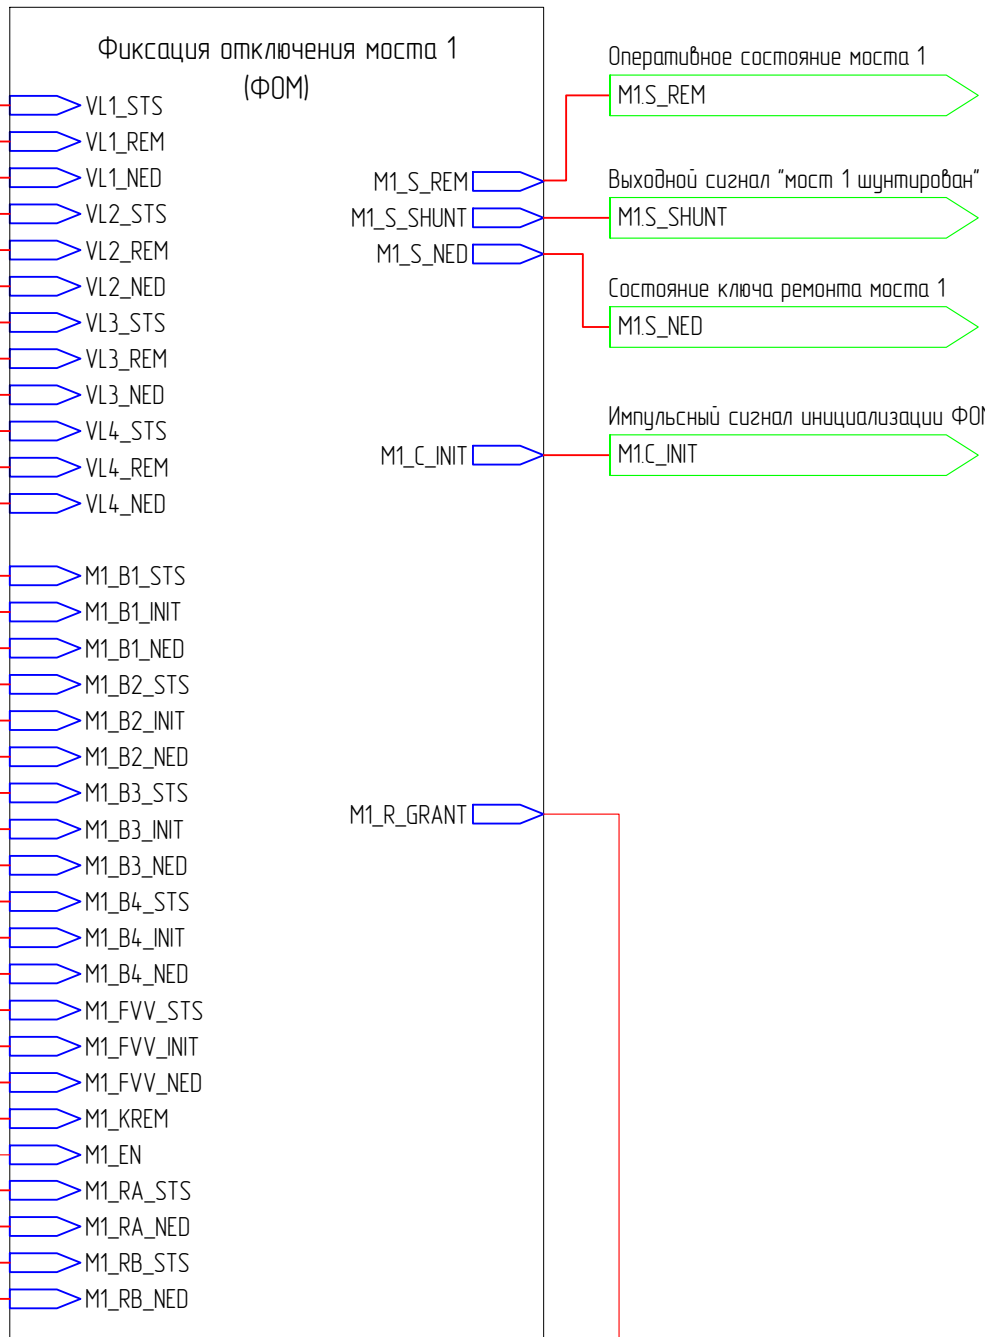 Фиксация отключения моста 1
(ФОМ)
VL1_STS
VL1_REM
VL1_NED
VL2_STS
VL2_REM
VL2_NED
VL3_STS
VL3_REM
VL3_NED
VL4_STS
VL4_REM
VL4_NED
M1_B1_STS
M1_B1_INIT
M1_B1_NED
M1_B2_STS
M1_B2_INIT
M1_B2_NED
M1_B3_STS
M1_B3_INIT
M1_B3_NED
M1_B4_STS
M1_B4_INIT
M1_B4_NED
M1_FVV_STS
M1_FVV_INIT
M1_FVV_NED
M1_KREM
M1_EN
M1_RA_STS
M1_RA_NED
M1_RB_STS
M1_RB_NED
M1_S_REM
M1_S_SHUNT
M1_S_NED
M1_C_INIT
M1_R_GRANT
Оперативное состояние моста 1
M1.S_REM
Выходной сигнал "мост 1 шунтирован"
M1.S_SHUNT
Состояние ключа ремонта моста 1
M1.S_NED
Импульсный сигнал инициализации ФОМ
M1.C_INIT